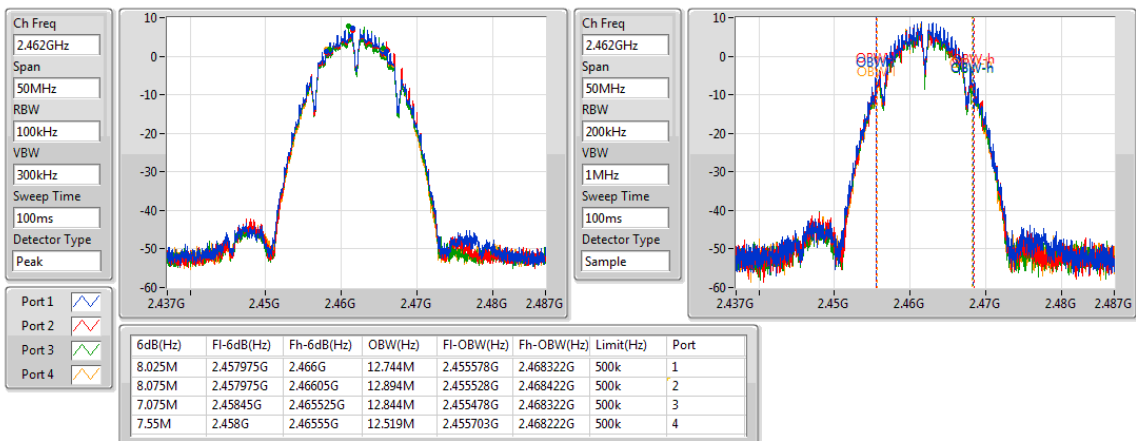 Ch Freq
2.462GHz
Span
50MHz
RBW
100kHz
VBW
300kHz
Sweep Time
100ms
Detector Type
Peak
10
0
-10
-20
-30
-40
-50
-60
2.437G 2.45G 2.46G 2.47G 2.48G 2.487G
Ch Freq
2.462GHz
Span
50MHz
RBW
200kHz
VBW
1MHz
Sweep Time
100ms
Detector Type
Sample
10
0
-10
-20
-30
-40
-50
-60
OBW-h
OBW-h
2.437G 2.45G 2.46G 2.47G 2.48G 2.487G
Port 1
Port 2
Port 3
Port 4
6dB(Hz) Fl-6dB(Hz) Fh-6dB(Hz) OBW(Hz) Fl-OBW(Hz) Fh-OBW(Hz) Limit(Hz) Port
8.025M 2.457975G 2.466G 12.744M 2.455578G 2.468322G 500k 1
8.075M 2.457975G 2.46605G 12.894M 2.455528G 2.468422G 500k 2
7.075M 2.45845G 2.465525G 12.844M 2.455478G 2.468322G 500k 3
7.55M 2.458G 2.46555G 12.519M 2.455703G 2.468222G 500k 4